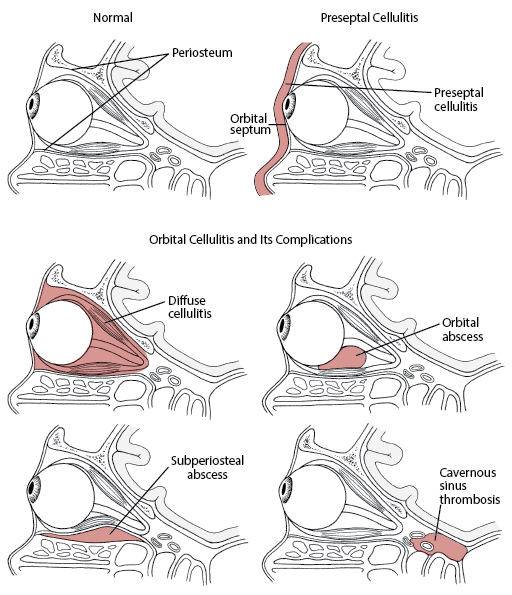 Normal
Preseptal Cellulitis
Periosteum
Preseptal
cellulitis
Orbital
septum
Orbital Cellulitis and Its Complications
Diffuse
cellulitis
Orbital
abscess
Subperiosteal
abscess
Cavernous
sinus
thrombosis